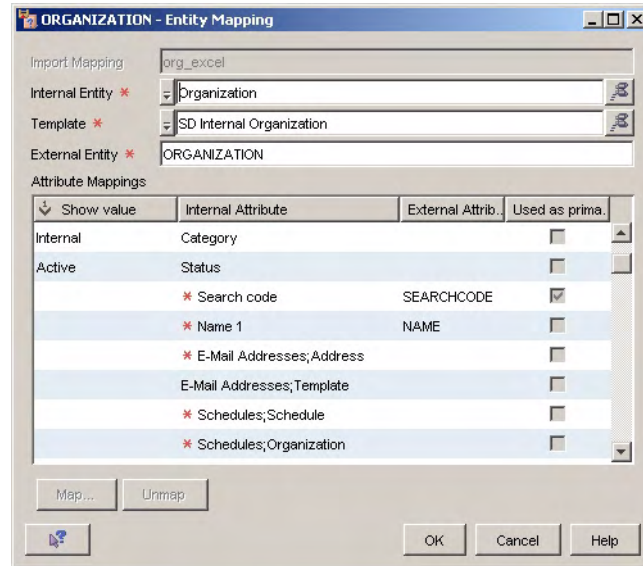 ORGANIZATION - Entity Mapping
Import Mapping org_excel
Internal Entity * Organization
Template * SD Internal Organization
External Entity * ORGANIZATION
Attribute Mappings
1 Show value Internal Attribute External Attrib... Used as prima...
Internal Category
Active Status
* Search code SEARCHCODE
* Name 1 NAME
* E-Mail Addresses;Address
E-Mail Addresses;Template
* Schedules;Schedule
* Schedules;Organization
Map... Unmap
? OK Cancel Help